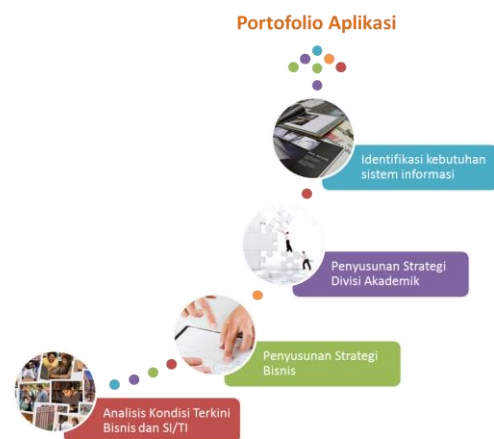 Portofolio Aplikasi
Identifikasi kebutuhan
sistem informasi
Penyusunan Strategi
Divisi Akademik
Penyusunan Strategi
Bisnis
Analisis Kondisi Terkini
Bisnis dan SI/TI